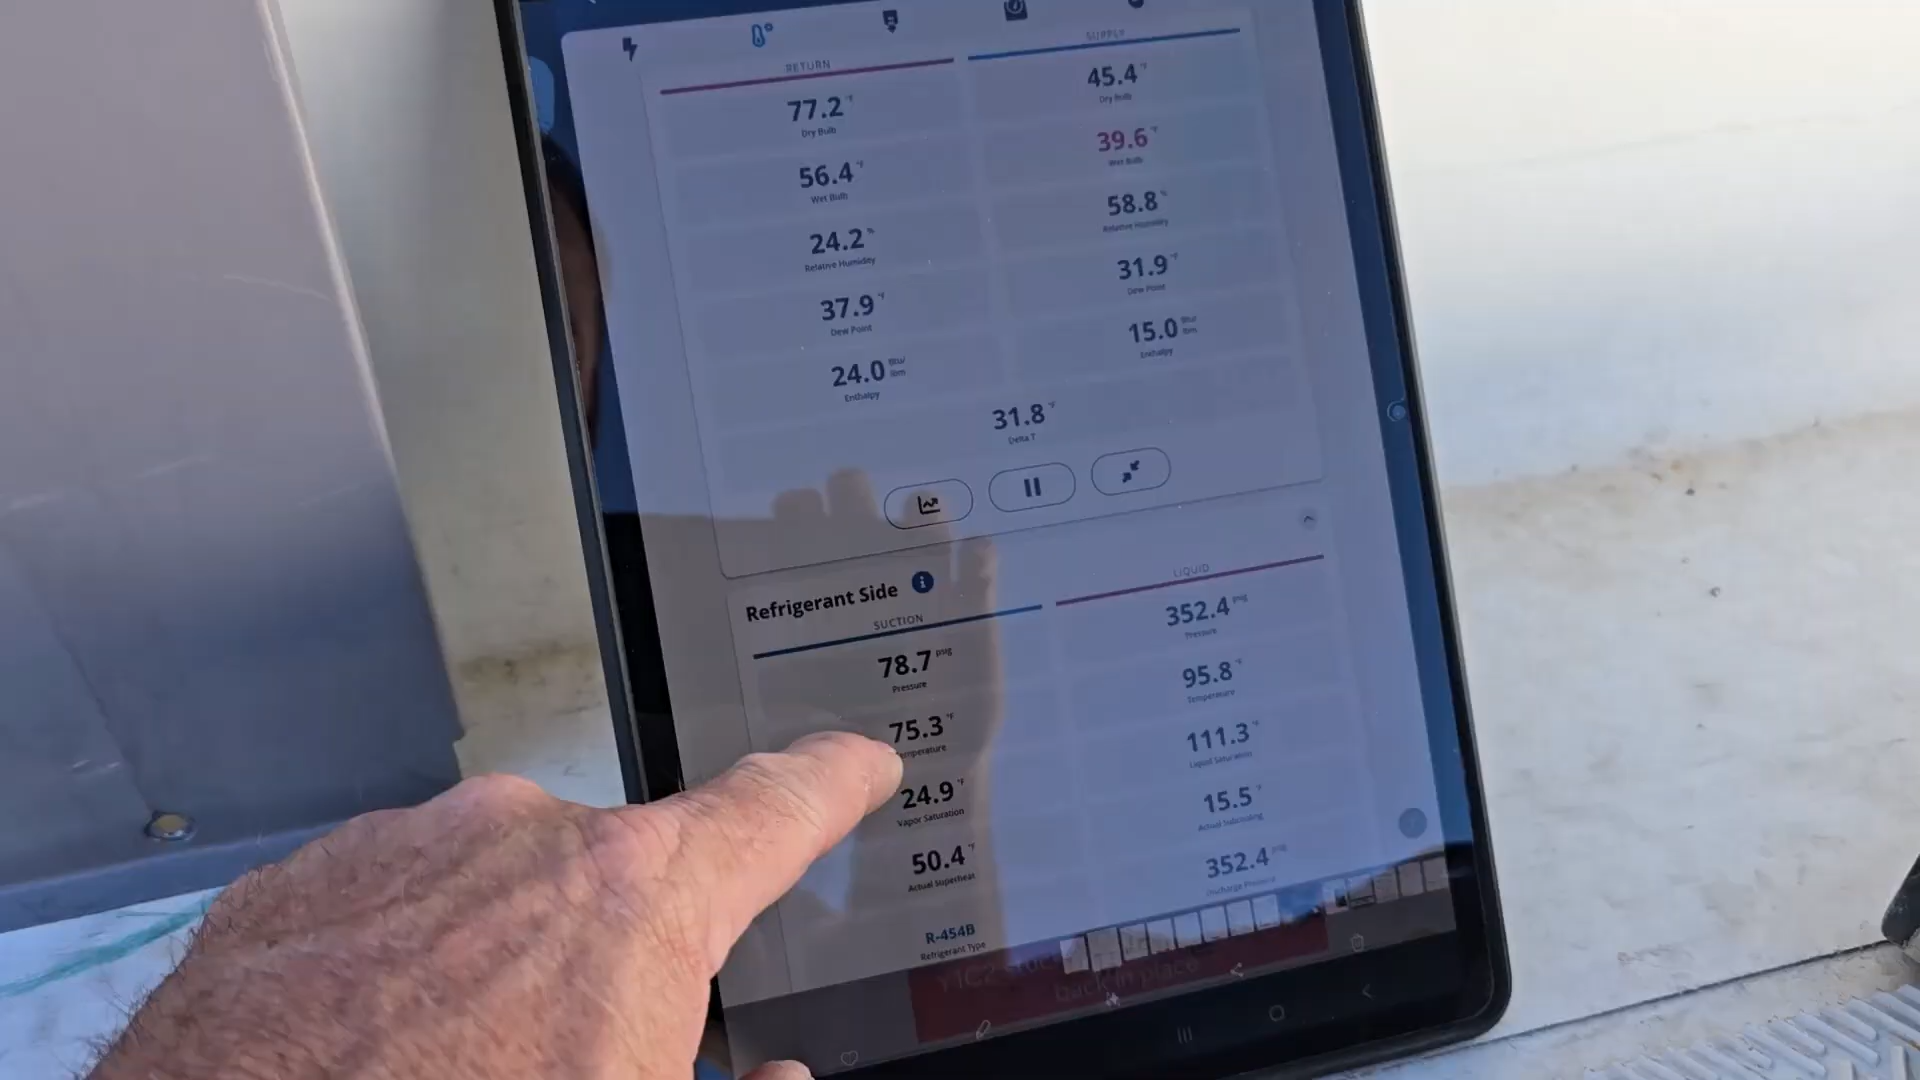 RETURN
SUPPLY
77.2 °F
Dry Bulb
45.4 °F
Dry Bulb
56.4 °F
Wet Bulb
39.6 °F
Wet Bulb
24.2 %
Relative Humidity
58.8 %
Relative Humidity
37.9 °F
Dew Point
31.9 °F
Dew Point
24.0 Btu/lbm
Enthalpy
15.0 Btu/lbm
Enthalpy
31.8 °F
Delta T
Refrigerant Side
SUCTION
LIQUID
78.7 psig
Pressure
352.4 psig
Pressure
75.3 °F
Temperature
95.8 °F
Temperature
24.9 °F
Vapor Saturation
111.3 °F
Liquid Saturation
50.4 °F
Actual Superheat
15.5 °F
Actual Subcooling
R-454B
Refrigerant Type
352.4 psig
Discharge Pressure
back in place